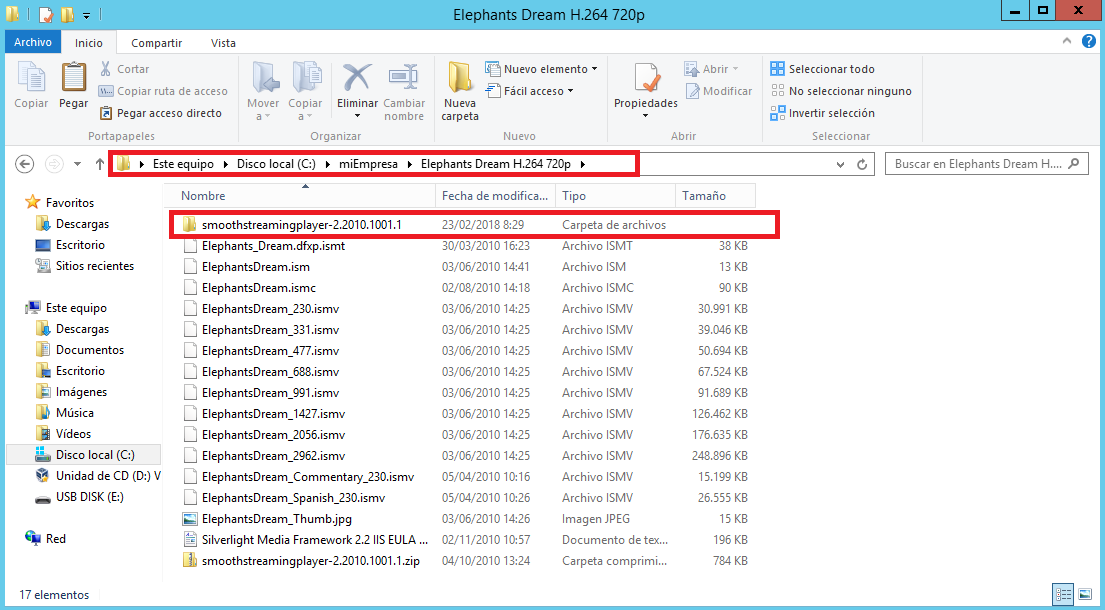 Elephants Dream H.264 720p
Archivo Inicio Compartir Vista
Copiar
Pegar
Cortar
Copiar ruta de acceso
Pegar acceso directo
Portapapeles
Mover a
Copiar a
Eliminar
Cambiar nombre
Organizar
Nueva carpeta
Nuevo elemento
Fácil acceso
Nuevo
Propiedades
Abrir
Modificar
Abrir
Seleccionar todo
No seleccionar ninguno
Invertir selección
Seleccionar
Este equipo Disco local (C:) miEmpresa Elephants Dream H.264 720p
Buscar en Elephants Dream H....
Favoritos
Descargas
Escritorio
Sitios recientes
Este equipo
Descargas
Documentos
Escritorio
Imágenes
Música
Vídeos
Disco local (C:)
Unidad de CD (D:) V
USB DISK (E:)
Red
Nombre Fecha de modifica... Tipo Tamaño
smoothstreamingplayer-2.2010.1001.1 23/02/2018 8:29 Carpeta de archivos
Elephants_Dream.dfxp.ismt 30/03/2010 16:23 Archivo ISMT 38 KB
ElephantsDream.ism 03/06/2010 14:41 Archivo ISM 13 KB
ElephantsDream.ismc 02/08/2010 14:18 Archivo ISMC 90 KB
ElephantsDream_230.ismv 03/06/2010 14:25 Archivo ISMV 30.991 KB
ElephantsDream_331.ismv 03/06/2010 14:25 Archivo ISMV 39.046 KB
ElephantsDream_477.ismv 03/06/2010 14:25 Archivo ISMV 50.694 KB
ElephantsDream_688.ismv 03/06/2010 14:25 Archivo ISMV 67.524 KB
ElephantsDream_991.ismv 03/06/2010 14:25 Archivo ISMV 91.689 KB
ElephantsDream_1427.ismv 03/06/2010 14:25 Archivo ISMV 126.462 KB
ElephantsDream_2056.ismv 03/06/2010 14:25 Archivo ISMV 176.635 KB
ElephantsDream_2962.ismv 03/06/2010 14:25 Archivo ISMV 248.896 KB
ElephantsDream_Commentary_230.ismv 05/04/2010 10:16 Archivo ISMV 15.199 KB
ElephantsDream_Spanish_230.ismv 05/04/2010 10:26 Archivo ISMV 26.555 KB
ElephantsDream_Thumb.jpg 03/06/2010 14:26 Imagen JPEG 15 KB
Silverlight Media Framework 2.2 IIS EULA ... 02/11/2010 10:57 Documento de tex... 196 KB
smoothstreamingplayer-2.2010.1001.1.zip 04/10/2010 13:24 Carpeta comprimi... 784 KB
17 elementos